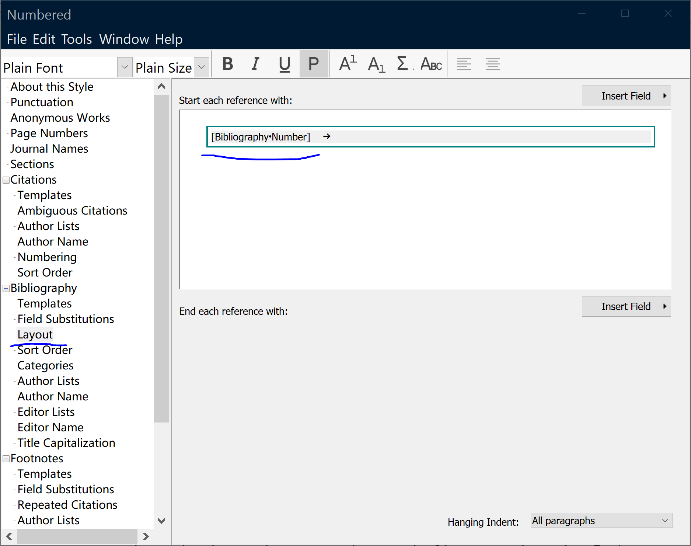 Numbered
File Edit Tools Window Help
Plain Font Plain Size B I U P A1 A1 Σ ABC
About this Style
Punctuation
Anonymous Works
Page Numbers
Journal Names
Sections
Citations
Templates
Ambiguous Citations
Author Lists
Author Name
Numbering
Sort Order
Bibliography
Templates
Field Substitutions
Layout
Sort Order
Categories
Author Lists
Author Name
Editor Lists
Editor Name
Title Capitalization
Footnotes
Templates
Field Substitutions
Repeated Citations
Author Lists
Start each reference with:
Insert Field
[Bibliography•Number] →
End each reference with:
Insert Field
Hanging Indent: All paragraphs